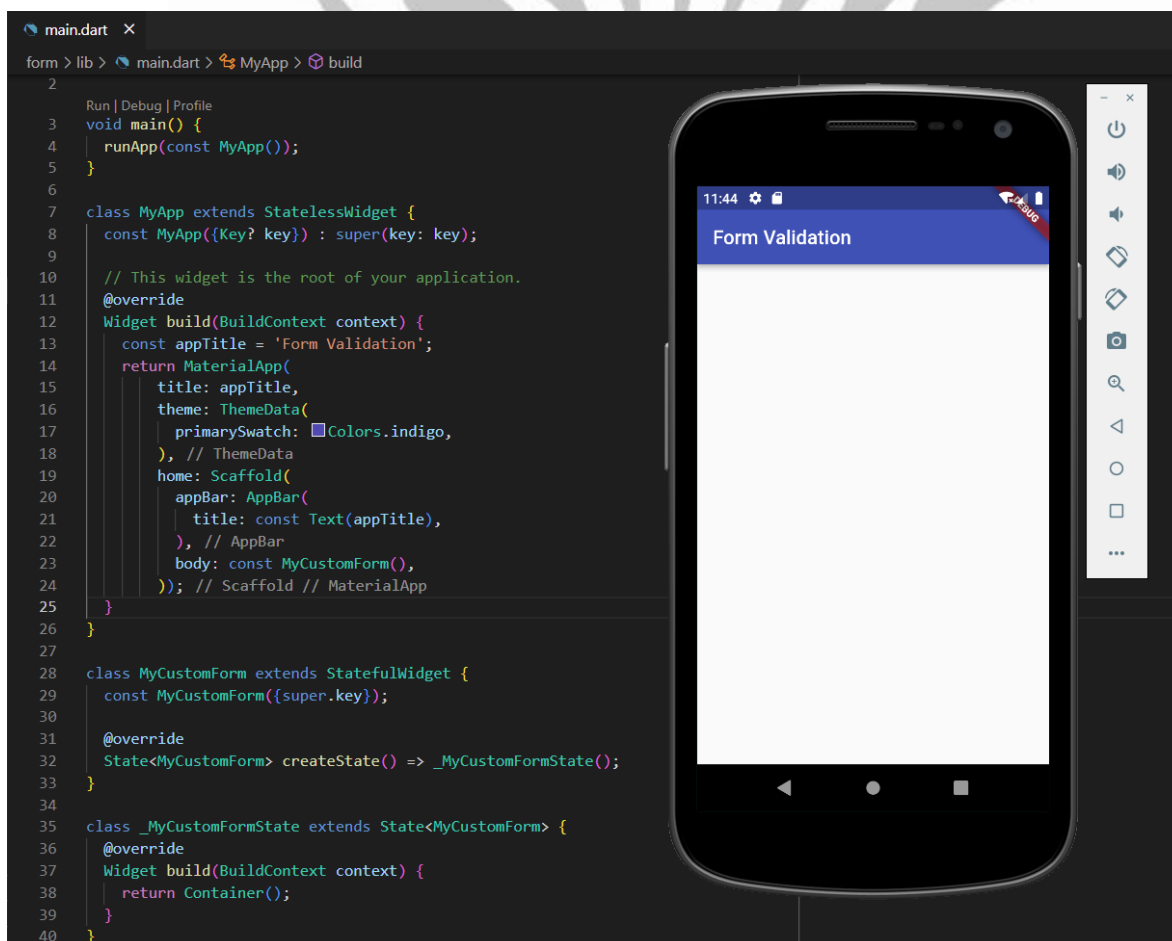 main.dart
form > lib > main.dart > MyApp > build
2
Run | Debug | Profile
3 void main() {
4 runApp(const MyApp());
5 }
6
7 class MyApp extends StatelessWidget {
8 const MyApp({Key? key}) : super(key: key);
9
10 // This widget is the root of your application.
11 @override
12 Widget build(BuildContext context) {
13 const appTitle = 'Form Validation';
14 return MaterialApp(
15 title: appTitle,
16 theme: ThemeData(
17 primarySwatch: Colors.indigo,
18 ), // ThemeData
19 home: Scaffold(
20 appBar: AppBar(
21 title: const Text(appTitle),
22 ), // AppBar
23 body: const MyCustomForm(),
24 )); // Scaffold // MaterialApp
25 }
26 }
27
28 class MyCustomForm extends StatefulWidget {
29 const MyCustomForm({super.key});
30
31 @override
32 State<MyCustomForm> createState() => _MyCustomFormState();
33 }
34
35 class _MyCustomFormState extends State<MyCustomForm> {
36 @override
37 Widget build(BuildContext context) {
38 return Container();
39 }
40 }
11:44
DEBUG
Form Validation